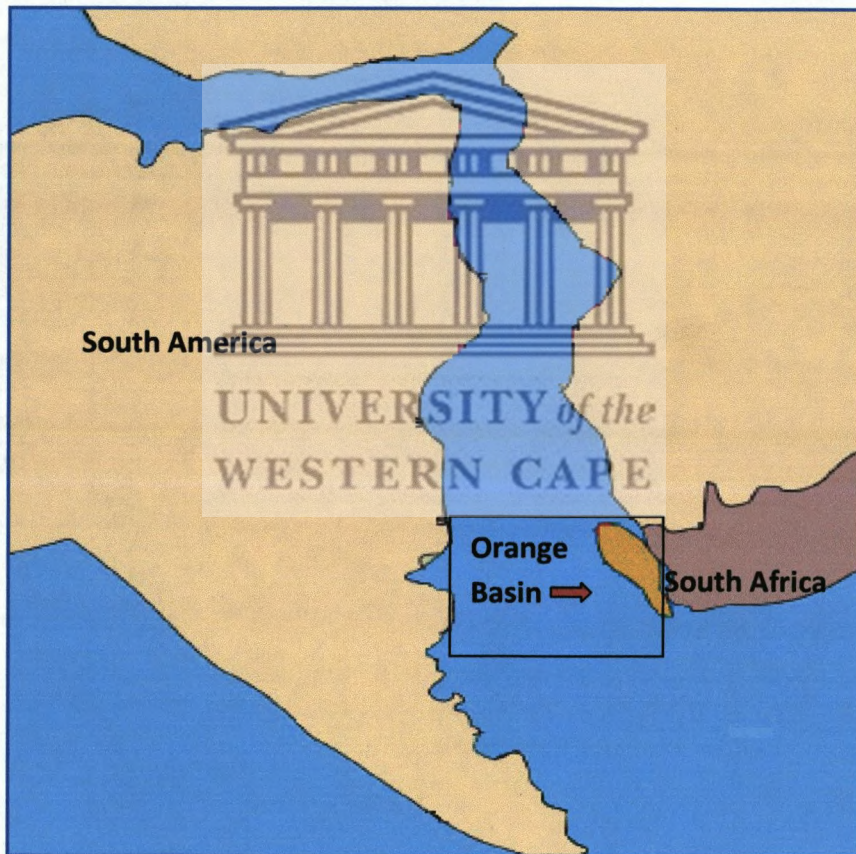 South America
UNIVERSITY of the
WESTERN CAPE
Orange
Basin
South Africa